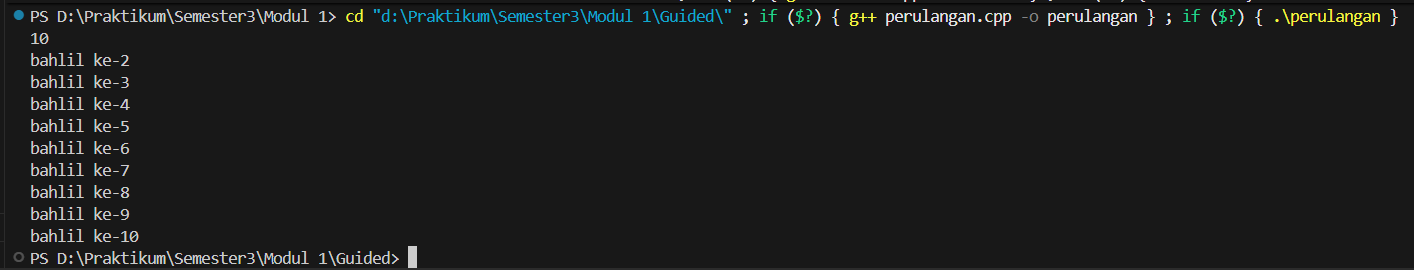 PS D:\Praktikum\Semester3\Modul 1> cd "d:\Praktikum\Semester3\Modul 1\Guided\" ; if ($?) { g++ perulangan.cpp -o perulangan } ; if ($?) { .\perulangan }
10
bahlil ke-2
bahlil ke-3
bahlil ke-4
bahlil ke-5
bahlil ke-6
bahlil ke-7
bahlil ke-8
bahlil ke-9
bahlil ke-10
PS D:\Praktikum\Semester3\Modul 1\Guided>